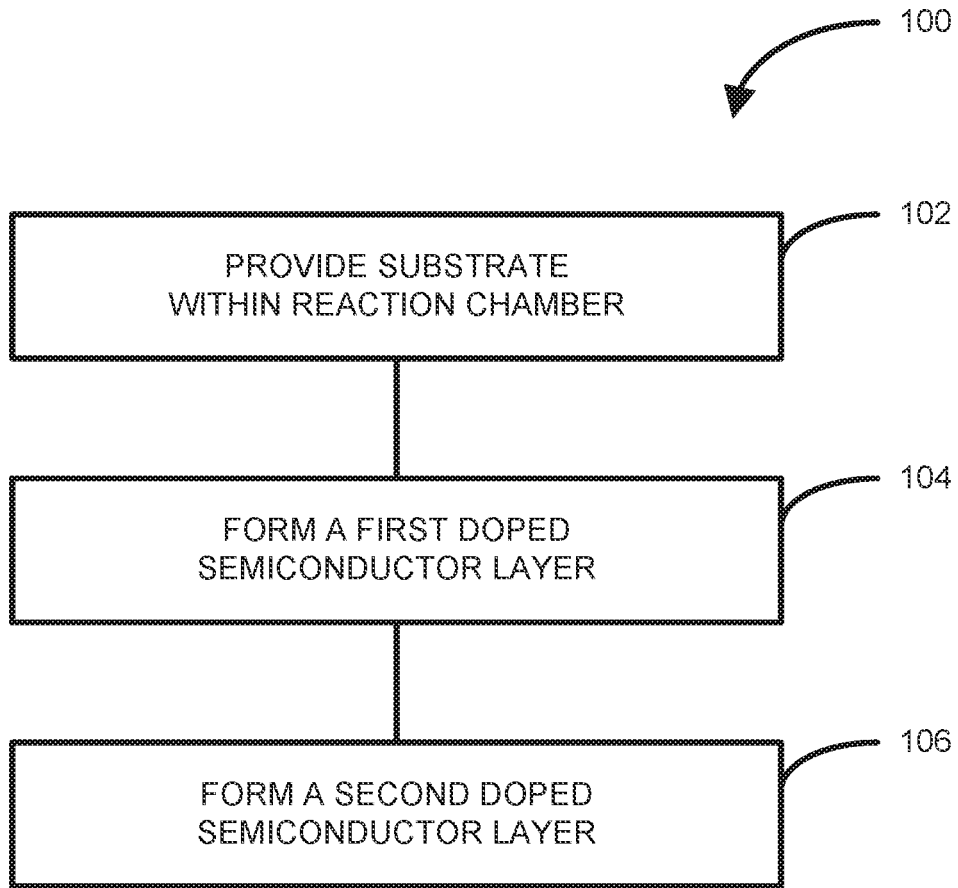 100
102
PROVIDE SUBSTRATE
WITHIN REACTION CHAMBER
104
FORM A FIRST DOPED
SEMICONDUCTOR LAYER
106
FORM A SECOND DOPED
SEMICONDUCTOR LAYER